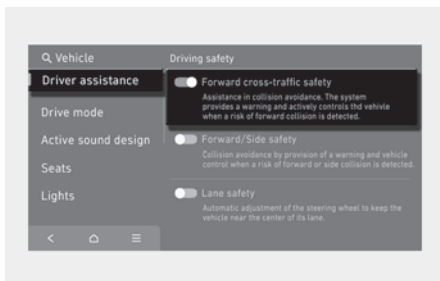 Vehicle
Driving safety
Driver assistance
Forward cross-traffic safety
Assistance in collision avoidance. The system
provides a warning and actively controls thd vehivle
when a risk of forward collision is detected.
Drive mode
Active sound design
Forward/Side safety
Collision avoidance by provision of a warning and vehicle
control when a risk of forward or side collision is detected.
Seats
Lights
Lane safety
Automatic adjustment of the steering wheel to keep the
vehicle near the center of its lane.